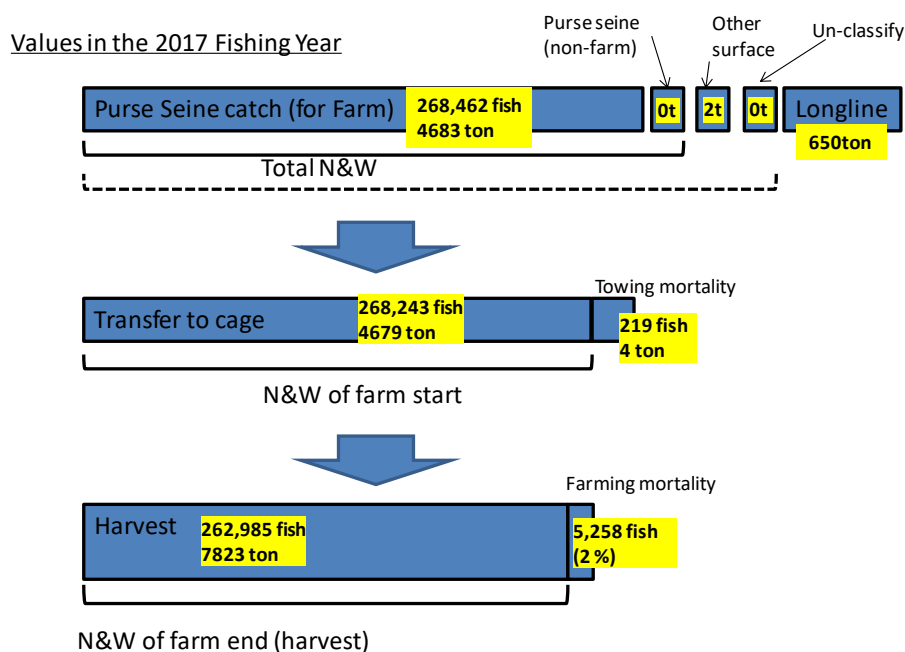 Values in the 2017 Fishing Year
Purse seine
(non-farm)
Other
surface
Un-classify
Purse Seine catch (for Farm)
268,462 fish
4683 ton
0t
2t
0t
Longline
650ton
Total N&W
Towing mortality
Transfer to cage
268,243 fish
4679 ton
219 fish
4 ton
N&W of farm start
Farming mortality
Harvest
262,985 fish
7823 ton
5,258 fish
(2 %)
N&W of farm end (harvest)